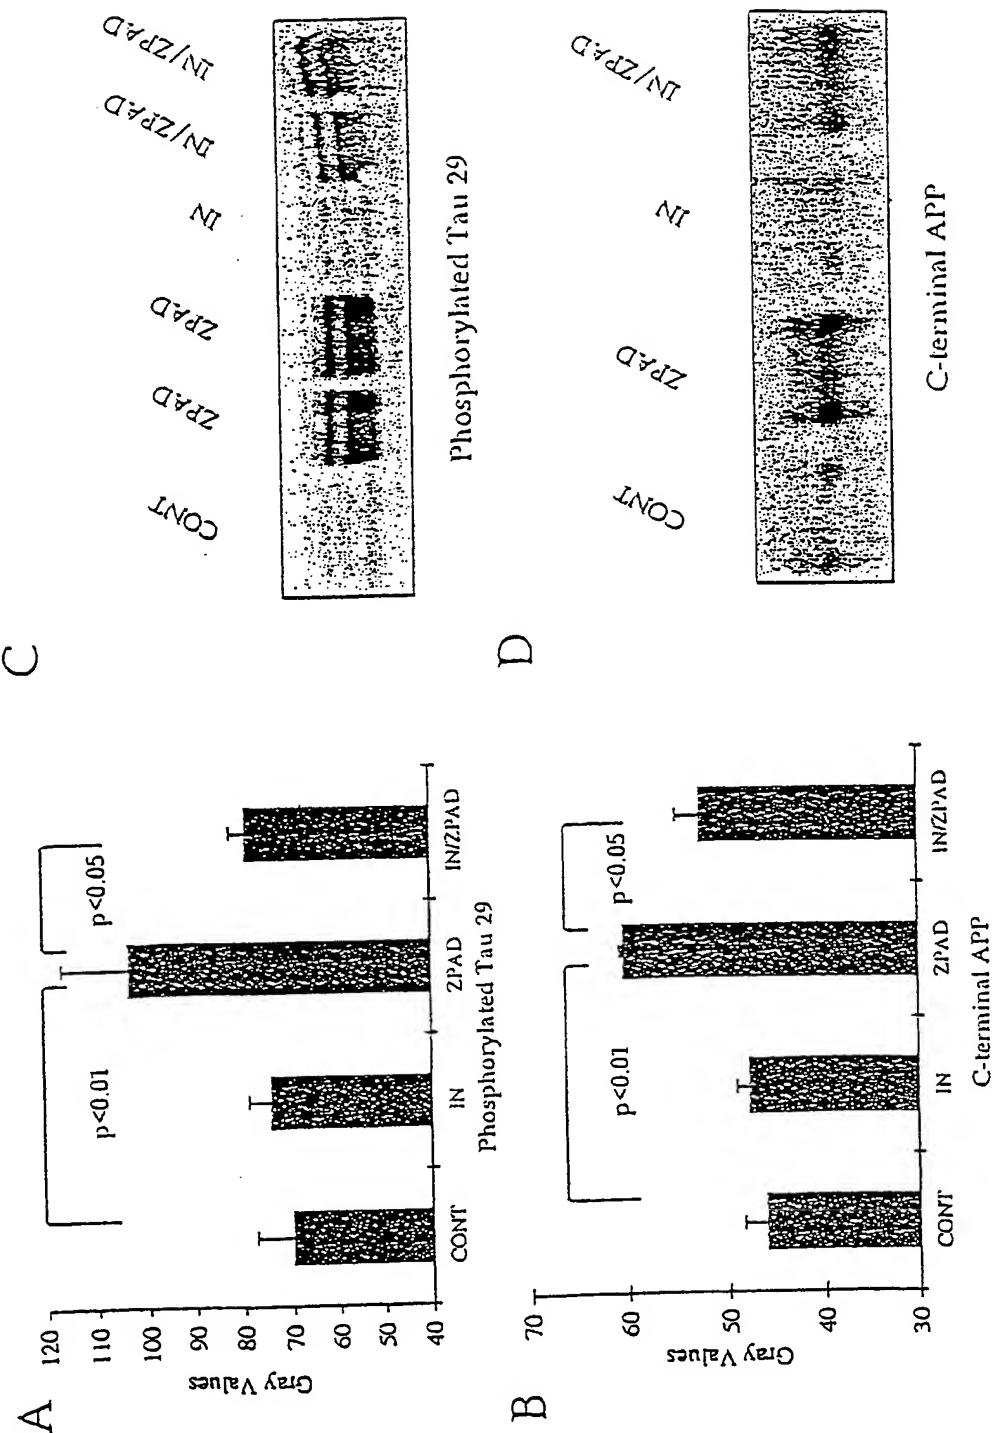 A
120
110
100
90
80
70
60
50
40
Gray Values
p<0.01
p<0.05
CONT
IN
ZPAD
IN/ZPAD
Phosphorylated Tau 29
B
70
60
50
40
30
Gray Values
p<0.01
p<0.05
CONT
IN
ZPAD
IN/ZPAD
C-terminal APP
C
CONT
ZPAD
ZPAD
IN
IN/ZPAD
IN/ZPAD
Phosphorylated Tau 29
D
CONT
ZPAD
IN
IN/ZPAD
C-terminal APP